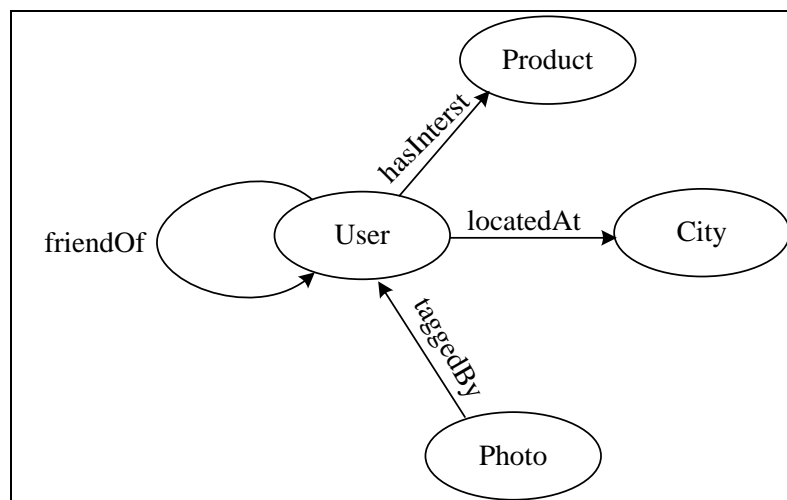 Product
hasInterst
friendOf
User
locatedAt
City
taggedBy
Photo